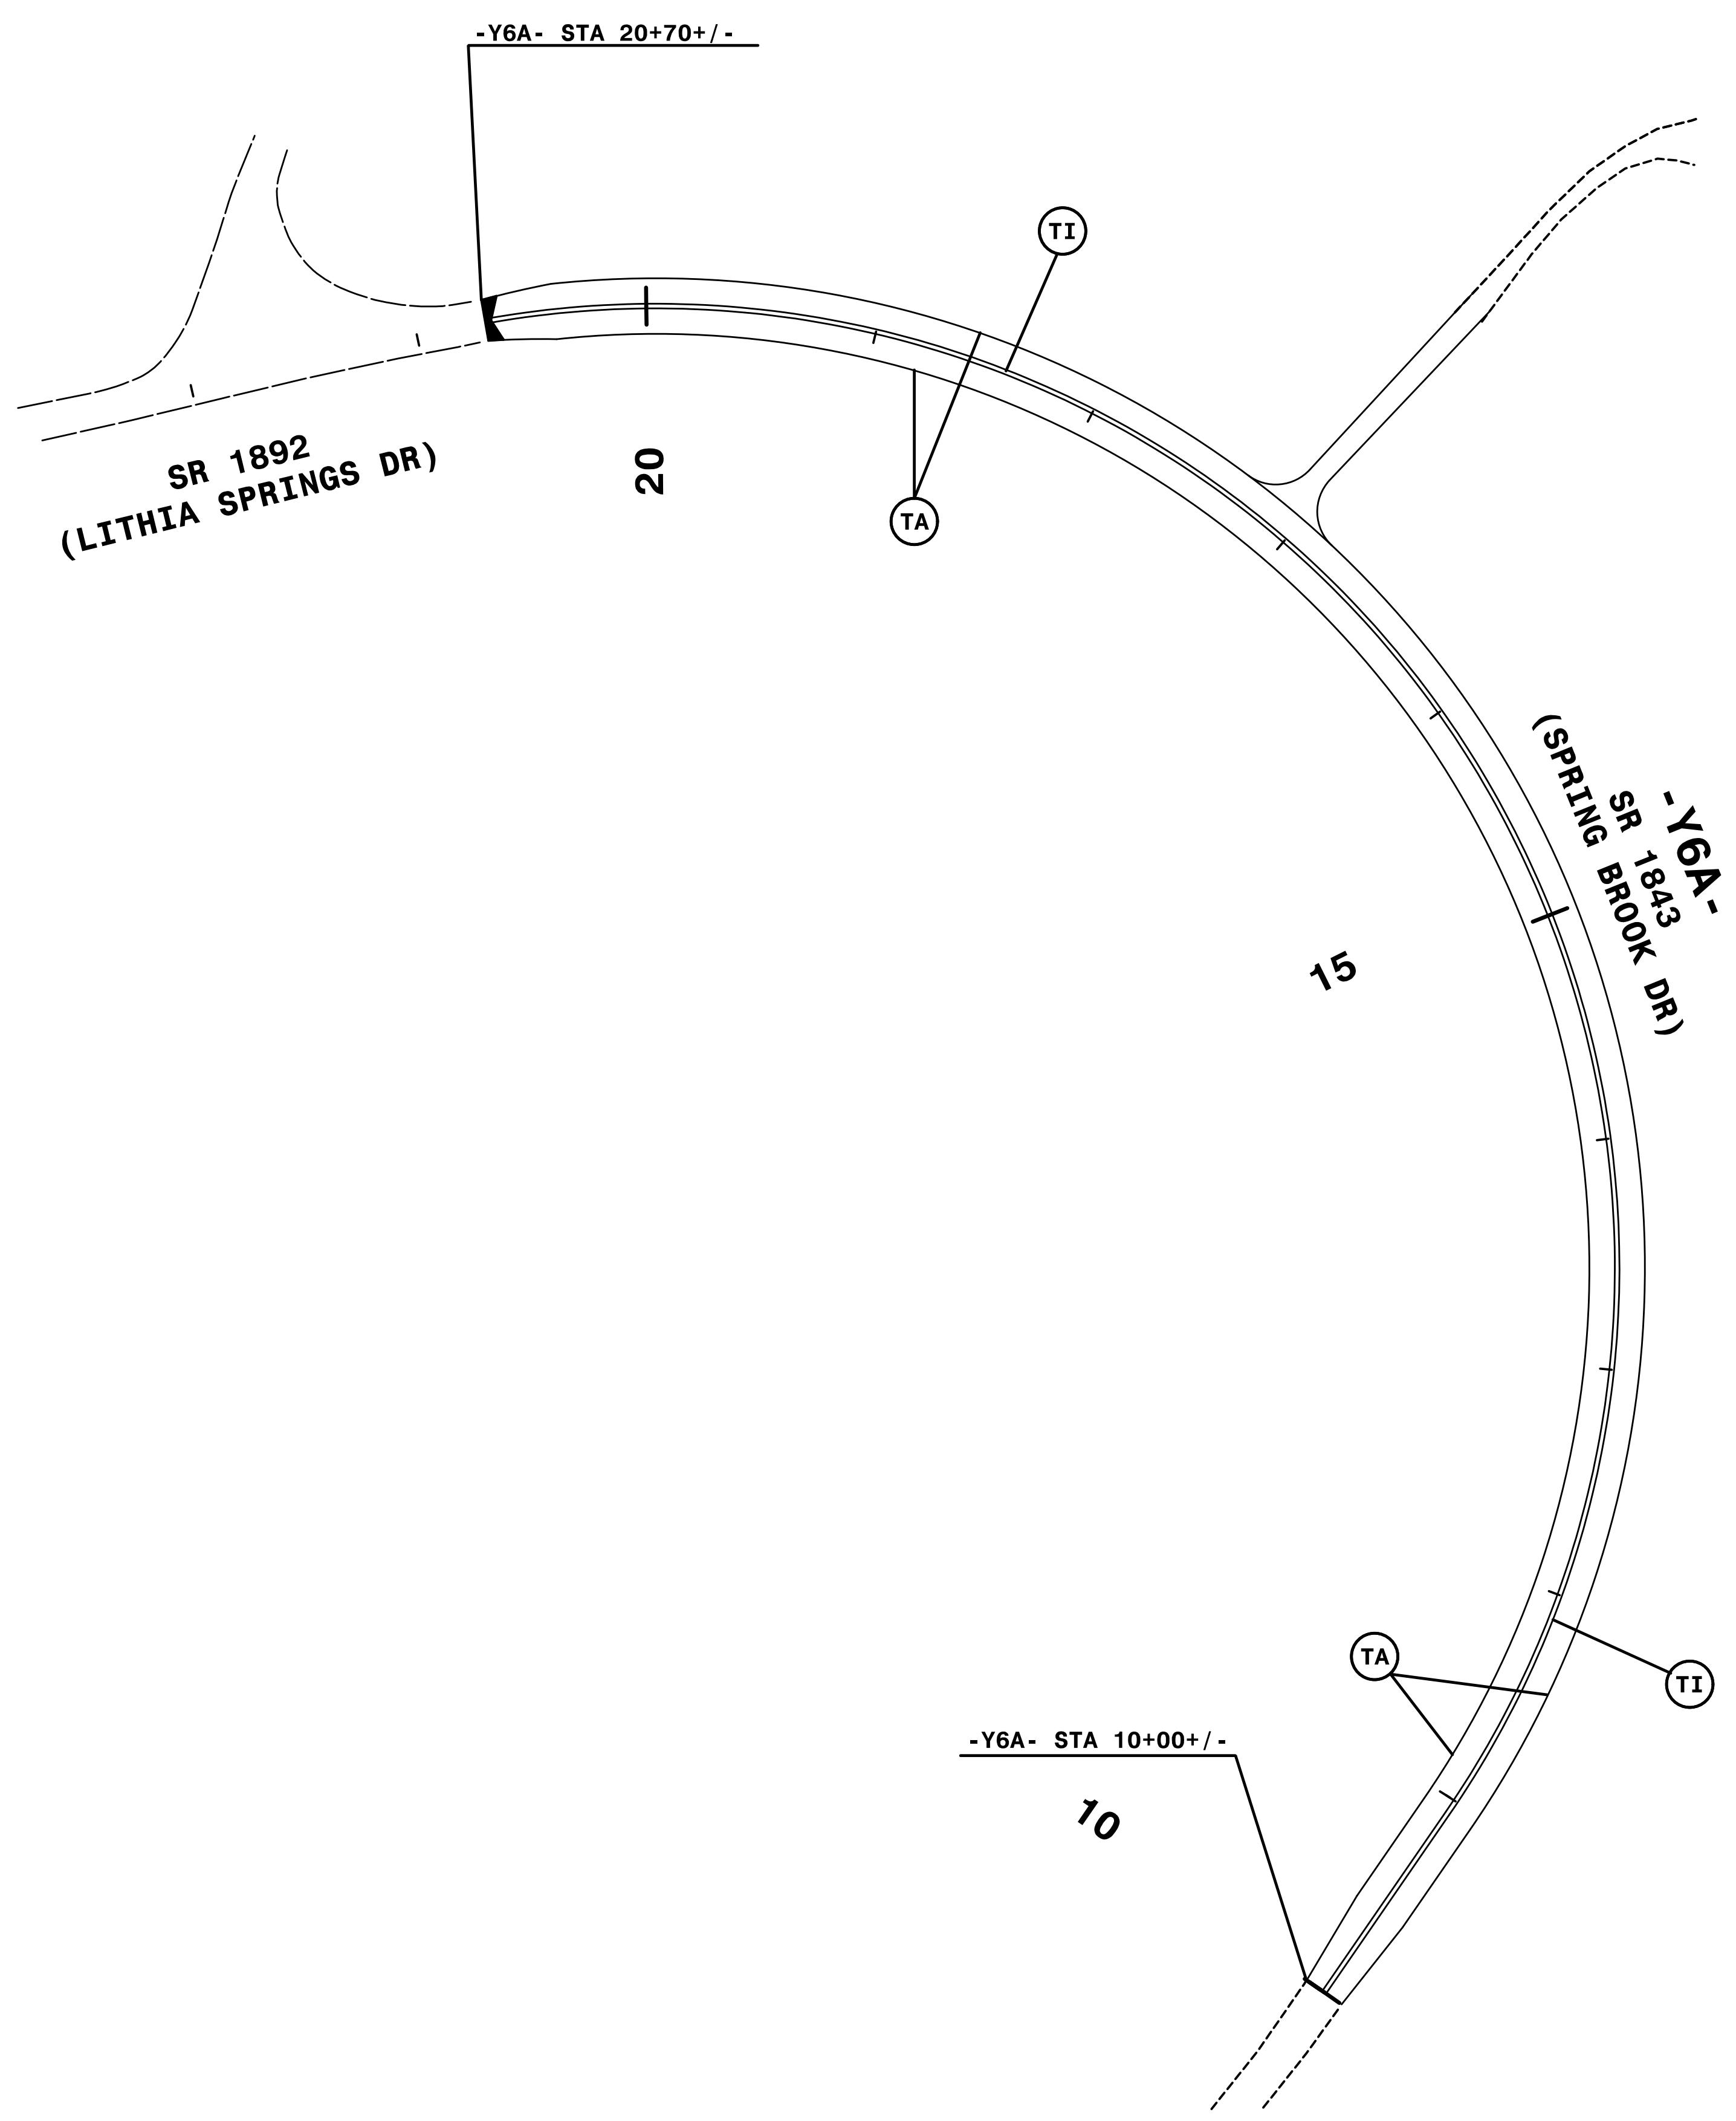 -Y6A- STA 20+70+/-
TI
SR 1892
(LITHIA SPRINGS DR)
20
TA
-Y6A-
SR 1843
(SPRING BROOK DR)
15
TA
TI
-Y6A- STA 10+00+/-
10